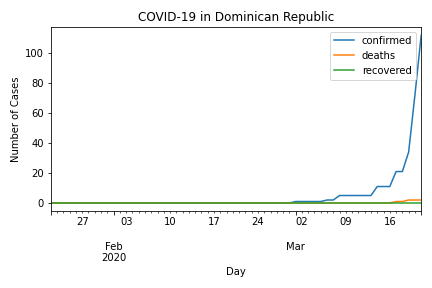 COVID-19 in Dominican Republic
confirmed
deaths
recovered
Number of Cases
100
80
60
40
20
0
27 03 10 17 24 02 09 16
Feb Mar
2020
Day